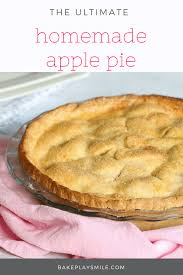 THE ULTIMATE
homemade
apple pie
BAKEPLAYSMILE.COM